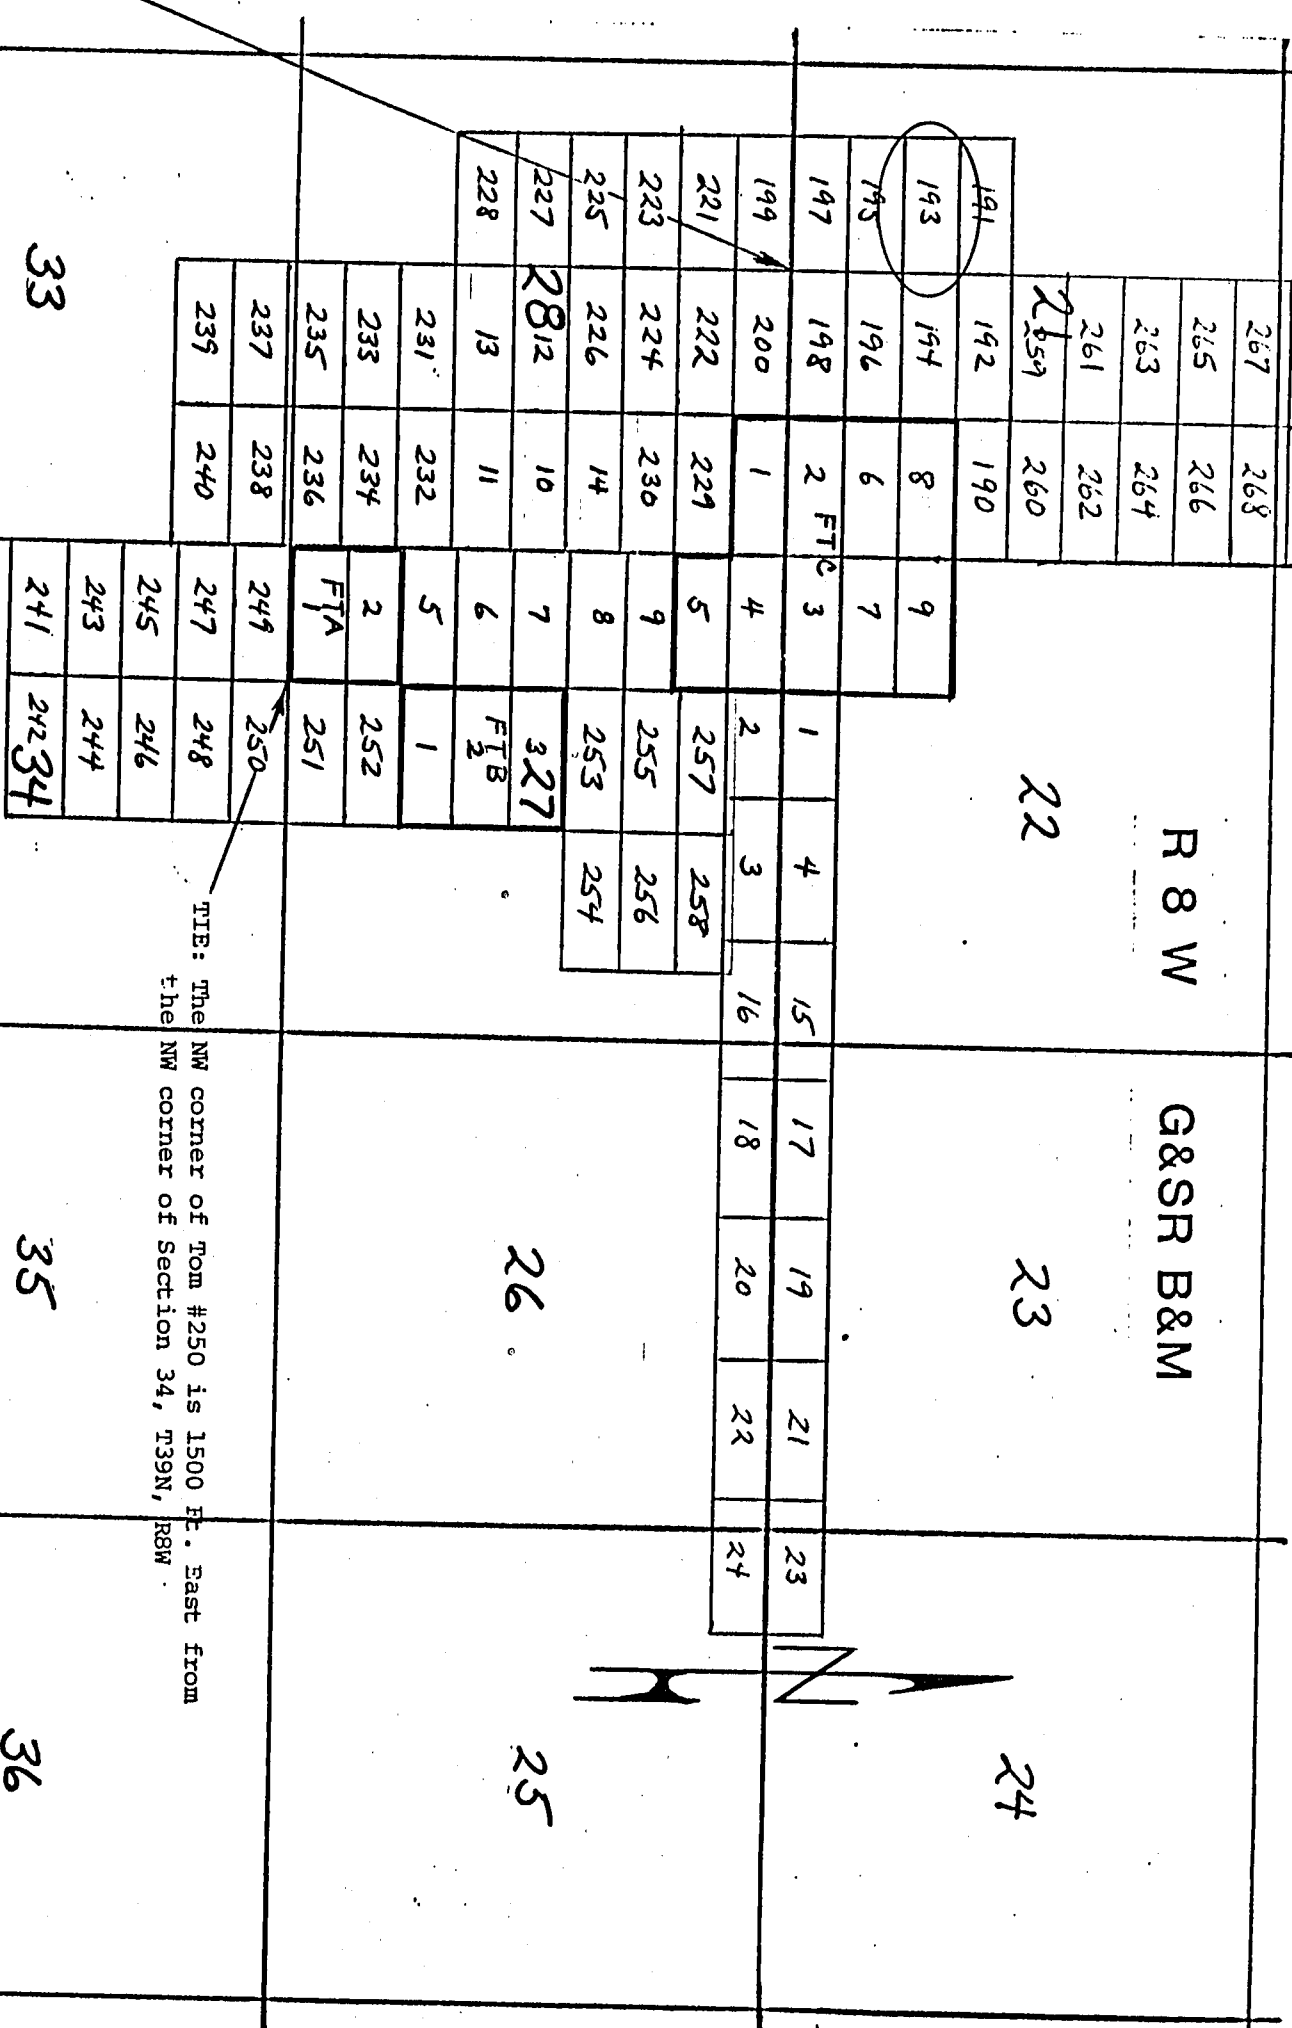 267 268
265 266
R 8 W G&SR B&M
263 264
261 262
21 259 260 22 23 24
191 192 190
193 194 8 9
195 196 6 7
197 198 2 FTC 3 1 4 15 17 19 21 23
N
199 200 1 4 2 3 16 18 20 22 24
221 222 229 5 257 258
223 224 230 9 255 256
225 226 14 8 253 254
227 28 12 10 7 3 27 26 25
228 13 11 6 FTB 2
231 232 5 1
233 234 2 252
235 236 FTA 1 251
237 238 249 250
239 240 247 248
TIE: The NW corner of Tom #250 is 1500 Ft. East from
the NW corner of Section 34, T39N, R8W
245 246
243 244
33 241 242 34 35 36